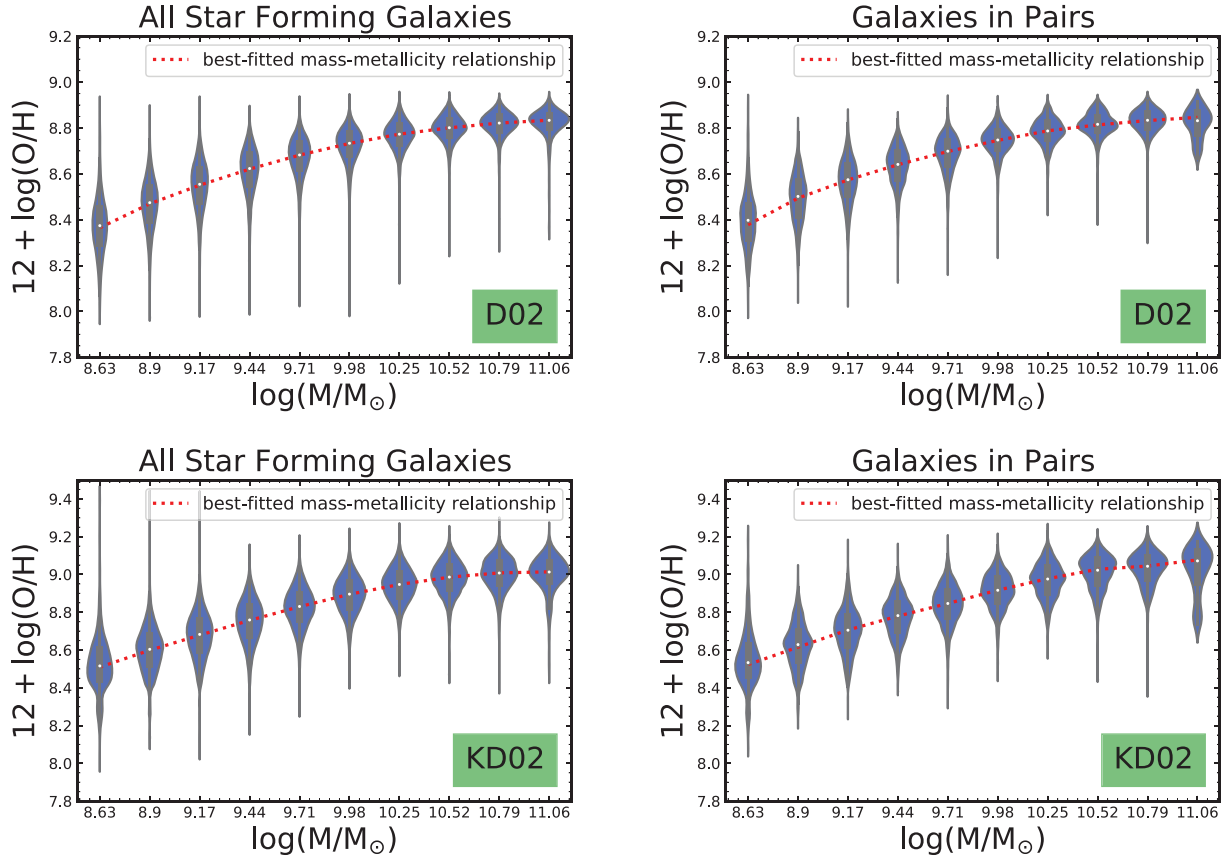 All Star Forming Galaxies
9.2
9.0
8.8
8.6
8.4
8.2
8.0
7.8
12 + log(O/H)
best-fitted mass-metallicity relationship
D02
8.63 8.9 9.17 9.44 9.71 9.98 10.25 10.52 10.79 11.06
log(M/M⊙)
Galaxies in Pairs
9.2
9.0
8.8
8.6
8.4
8.2
8.0
7.8
12 + log(O/H)
best-fitted mass-metallicity relationship
D02
8.63 8.9 9.17 9.44 9.71 9.98 10.25 10.52 10.79 11.06
log(M/M⊙)
All Star Forming Galaxies
9.4
9.2
9.0
8.8
8.6
8.4
8.2
8.0
7.8
12 + log(O/H)
best-fitted mass-metallicity relationship
KD02
8.63 8.9 9.17 9.44 9.71 9.98 10.25 10.52 10.79 11.06
log(M/M⊙)
Galaxies in Pairs
9.4
9.2
9.0
8.8
8.6
8.4
8.2
8.0
7.8
12 + log(O/H)
best-fitted mass-metallicity relationship
KD02
8.63 8.9 9.17 9.44 9.71 9.98 10.25 10.52 10.79 11.06
log(M/M⊙)